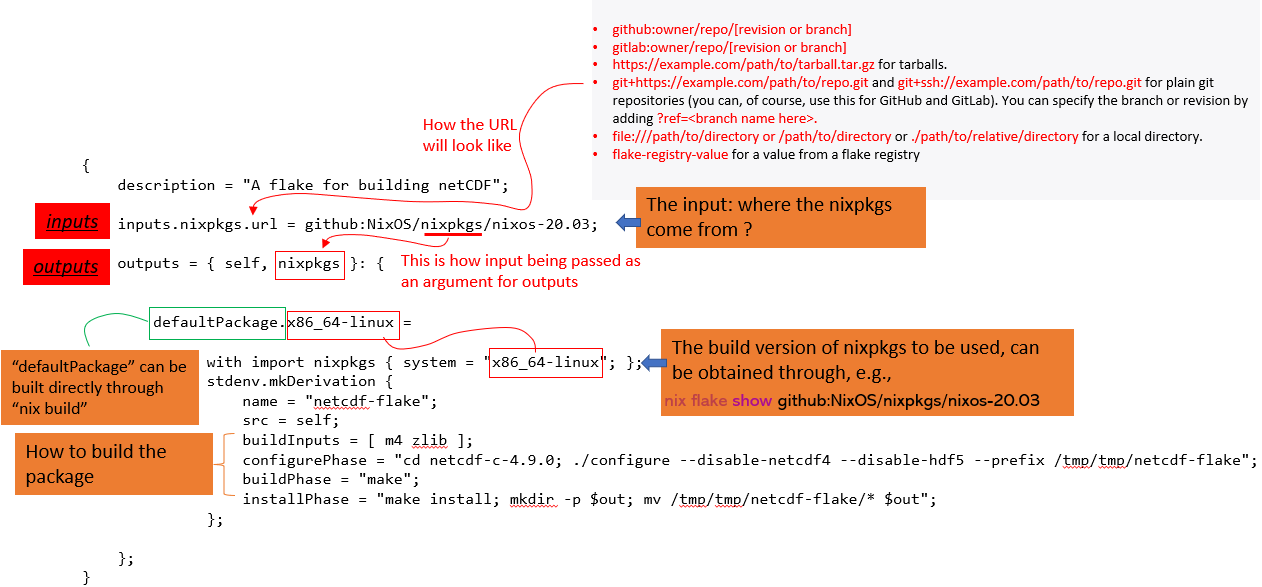 • github:owner/repo/[revision or branch]
• gitlab:owner/repo/[revision or branch]
• https://example.com/path/to/tarball.tar.gz for tarballs.
• git+https://example.com/path/to/repo.git and git+ssh://example.com/path/to/repo.git for plain git
repositories (you can, of course, use this for GitHub and GitLab). You can specify the branch or revision by
adding ?ref=<branch name here>.
• file:///path/to/directory or /path/to/directory or ./path/to/relative/directory for a local directory.
• flake-registry-value for a value from a flake registry
How the URL
will look like
{
description = "A flake for building netCDF";
inputs
inputs.nixpkgs.url = github:NixOS/nixpkgs/nixos-20.03;
The input: where the nixpkgs
come from ?
outputs
outputs = { self, nixpkgs }: {
This is how input being passed as
an argument for outputs
defaultPackage.x86_64-linux =
“defaultPackage” can be
built directly through
“nix build”
with import nixpkgs { system = "x86_64-linux"; };
The build version of nixpkgs to be used, can
be obtained through, e.g.,
nix flake show github:NixOS/nixpkgs/nixos-20.03
stdenv.mkDerivation {
name = "netcdf-flake";
src = self;
How to build the
package
buildInputs = [ m4 zlib ];
configurePhase = "cd netcdf-c-4.9.0; ./configure --disable-netcdf4 --disable-hdf5 --prefix /tmp/tmp/netcdf-flake";
buildPhase = "make";
installPhase = "make install; mkdir -p $out; mv /tmp/tmp/netcdf-flake/* $out";
};
};
}